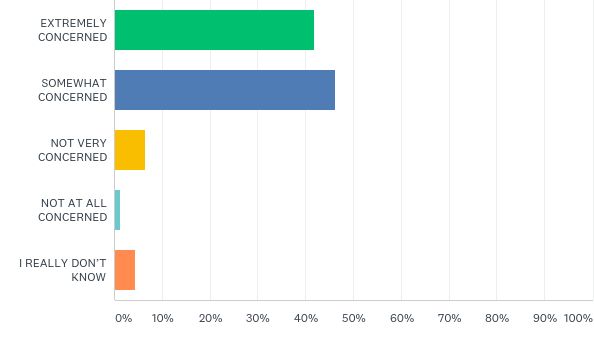 EXTREMELY
CONCERNED
SOMEWHAT
CONCERNED
NOT VERY
CONCERNED
NOT AT ALL
CONCERNED
I REALLY DON'T
KNOW
0% 10% 20% 30% 40% 50% 60% 70% 80% 90% 100%